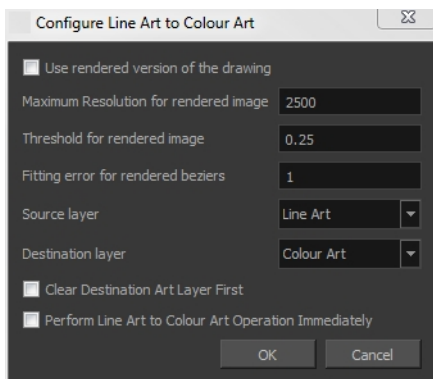 Configure Line Art to Colour Art
Use rendered version of the drawing
Maximum Resolution for rendered image 2500
Threshold for rendered image 0.25
Fitting error for rendered beziers 1
Source layer Line Art
Destination layer Colour Art
Clear Destination Art Layer First
Perform Line Art to Colour Art Operation Immediately
OK Cancel